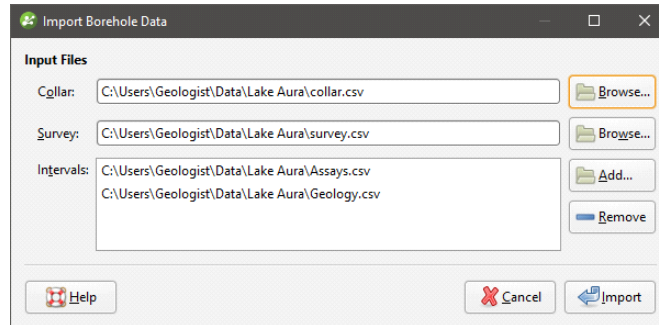 Import Borehole Data
Input Files
Collar: C:\Users\Geologist\Data\Lake Aura\collar.csv Browse...
Survey: C:\Users\Geologist\Data\Lake Aura\survey.csv Browse...
Intervals: C:\Users\Geologist\Data\Lake Aura\Assays.csv Add...
C:\Users\Geologist\Data\Lake Aura\Geology.csv
Remove
Help Cancel Import